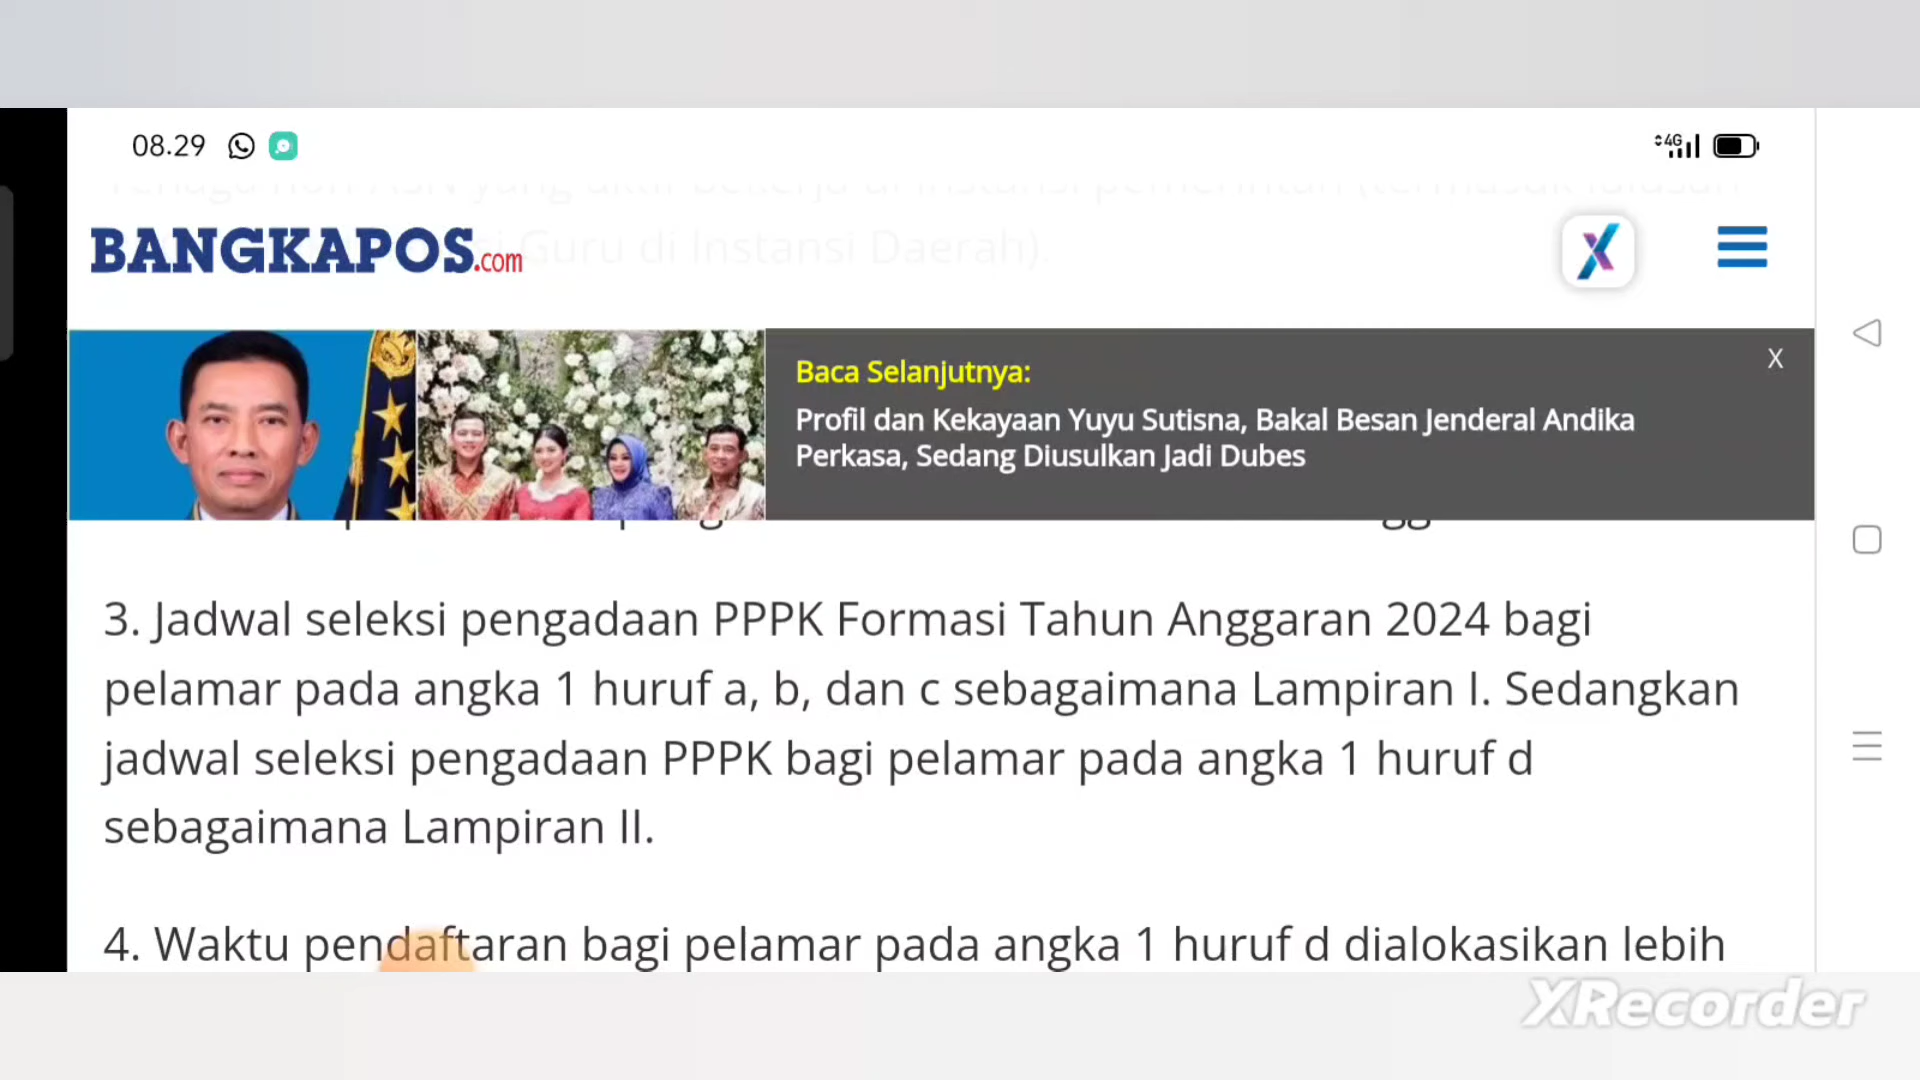 08.29
4G
Guru di Instansi Daerah).
BANGKAPOS.com
X
Baca Selanjutnya:
Profil dan Kekayaan Yuyu Sutisna, Bakal Besan Jenderal Andika
Perkasa, Sedang Diusulkan Jadi Dubes
3. Jadwal seleksi pengadaan PPPK Formasi Tahun Anggaran 2024 bagi
pelamar pada angka 1 huruf a, b, dan c sebagaimana Lampiran I. Sedangkan
jadwal seleksi pengadaan PPPK bagi pelamar pada angka 1 huruf d
sebagaimana Lampiran II.
4. Waktu pendaftaran bagi pelamar pada angka 1 huruf d dialokasikan lebih
XRecorder